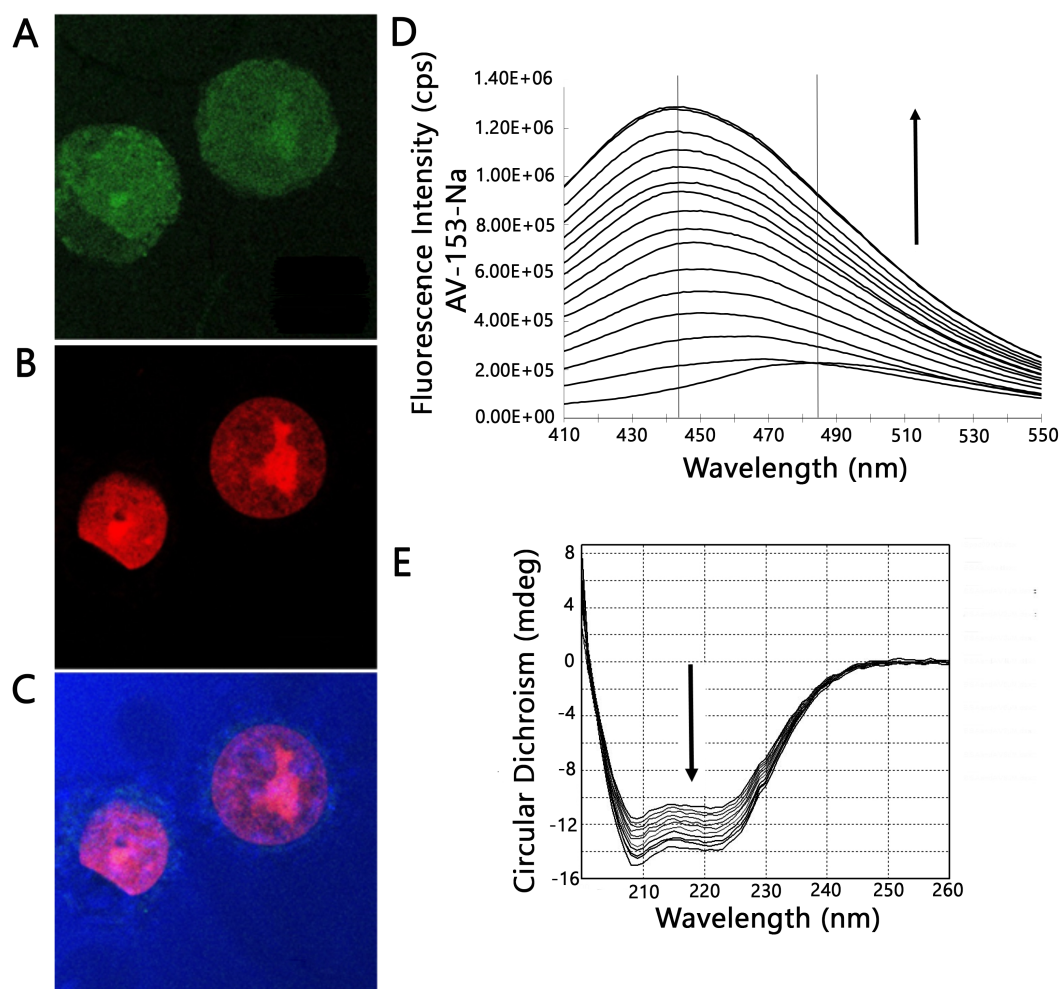 A
B
C
D
Fluorescence Intensity (cps)
AV-153-Na
1.40E+06
1.20E+06
1.00E+06
8.00E+05
6.00E+05
4.00E+05
2.00E+05
0.00E+00
410 430 450 470 490 510 530 550
Wavelength (nm)
E
Circular Dichroism (mdeg)
8
4
0
-4
-8
-12
-16
210 220 230 240 250 260
Wavelength (nm)